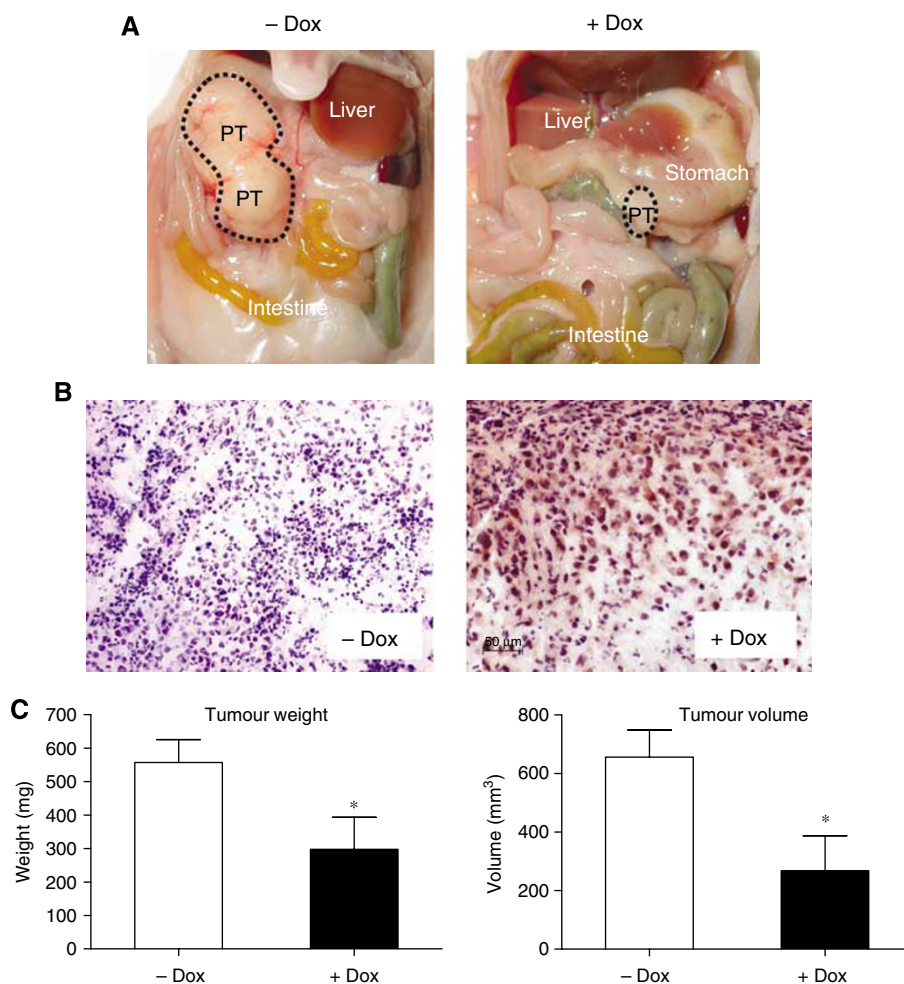 A
– Dox
+ Dox
Liver
PT
PT
Intestine
Liver
Stomach
PT
Intestine
B
– Dox
50 µm
+ Dox
C
Tumour weight
Weight (mg)
700
600
500
400
300
200
100
0
*
– Dox
+ Dox
Tumour volume
Volume (mm³)
800
600
400
200
0
*
– Dox
+ Dox